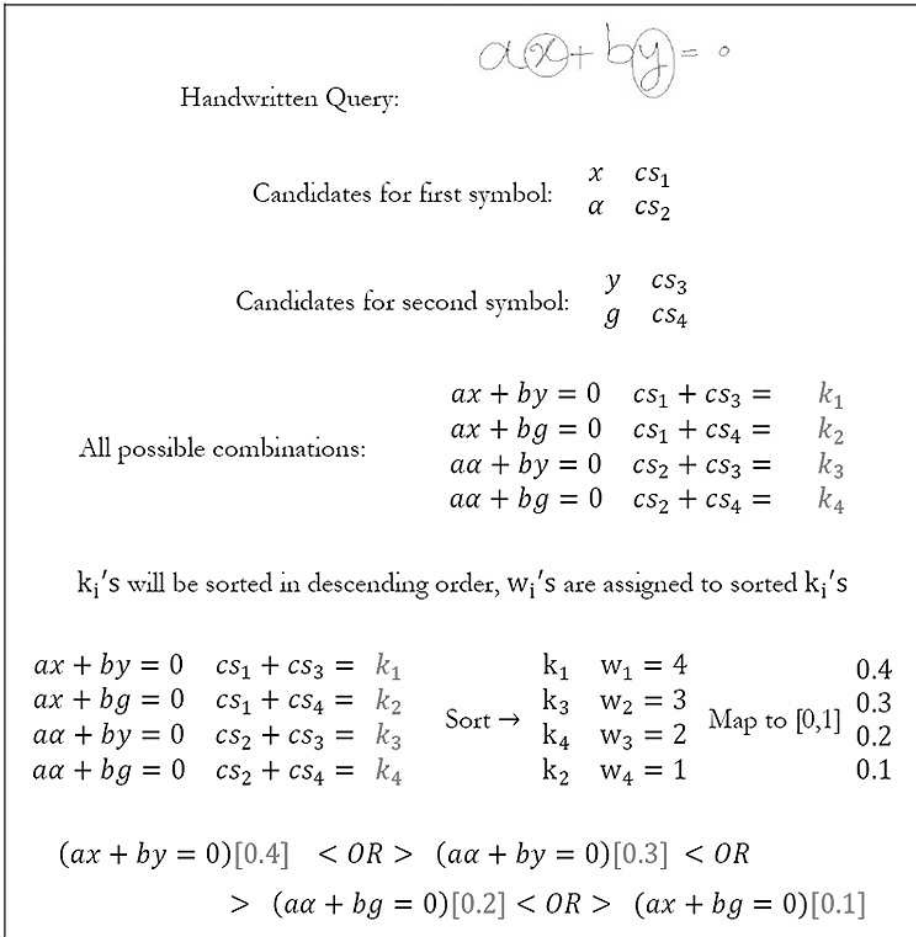 ax + by = 0
Handwritten Query:
Candidates for first symbol: x cs₁
α cs₂
Candidates for second symbol: y cs₃
g cs₄
ax + by = 0 cs₁ + cs₃ = k₁
ax + bg = 0 cs₁ + cs₄ = k₂
All possible combinations:
aα + by = 0 cs₂ + cs₃ = k₃
aα + bg = 0 cs₂ + cs₄ = k₄
kᵢ's will be sorted in descending order, wᵢ's are assigned to sorted kᵢ's
ax + by = 0 cs₁ + cs₃ = k₁ k₁ w₁ = 4 0.4
ax + bg = 0 cs₁ + cs₄ = k₂ k₃ w₂ = 3 0.3
Sort → Map to [0,1]
aα + by = 0 cs₂ + cs₃ = k₃ k₄ w₃ = 2 0.2
aα + bg = 0 cs₂ + cs₄ = k₄ k₂ w₄ = 1 0.1
(ax + by = 0)[0.4] < OR > (aα + by = 0)[0.3] < OR
> (aα + bg = 0)[0.2] < OR > (ax + bg = 0)[0.1]